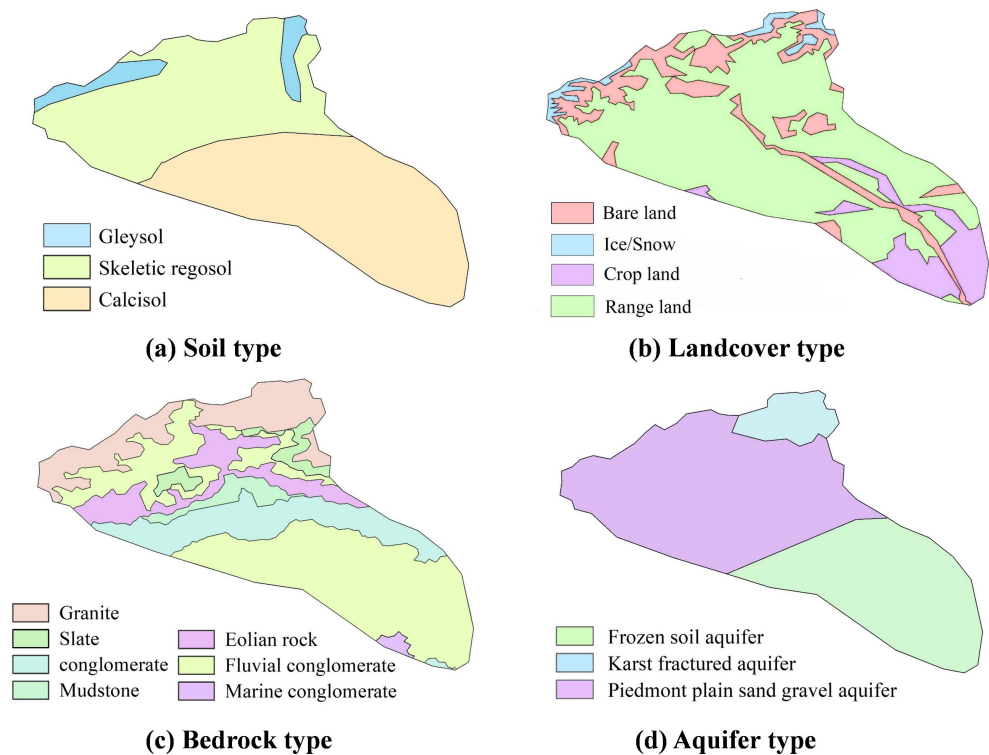 Gleysol
Skeletic regosol
Calcisol
(a) Soil type
Bare land
Ice/Snow
Crop land
Range land
(b) Landcover type
Granite
Slate
conglomerate
Mudstone
Eolian rock
Fluvial conglomerate
Marine conglomerate
(c) Bedrock type
Frozen soil aquifer
Karst fractured aquifer
Piedmont plain sand gravel aquifer
(d) Aquifer type